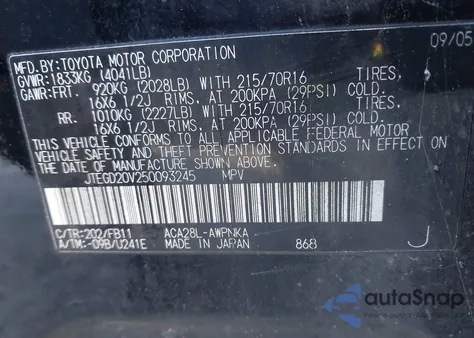 MFD.BY: TOYOTA MOTOR CORPORATION 09/05
GVWR: 1833KG (4041LB)
GAWR: FRT. 920KG (2028LB) WITH 215/70R16 TIRES,
16X6 1/2J RIMS, AT 200KPA (29PSI) COLD.
RR. 1010KG (2227LB) WITH 215/70R16 TIRES,
16X6 1/2J RIMS, AT 200KPA (29PSI) COLD.
THIS VEHICLE CONFORMS TO ALL APPLICABLE FEDERAL MOTOR
VEHICLE SAFETY AND THEFT PREVENTION STANDARDS IN EFFECT ON
THE DATE OF MANUFACTURE SHOWN ABOVE.
JTEGD20V250093245 MPV
C/TR: 202/FB11 ACA28L-AWPNKA
A/TM: -09B/U241E MADE IN JAPAN 868 J
autoSnap